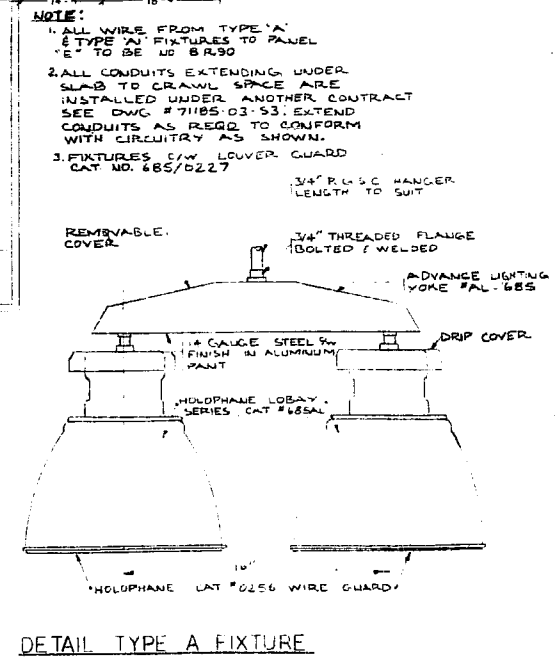 NOTE:
1. ALL WIRE FROM TYPE 'A'
& TYPE 'A1' FIXTURES TO PANEL
"E" TO BE NO 8 R90
2. ALL CONDUITS EXTENDING UNDER
SLAB TO CRAWL SPACE ARE
INSTALLED UNDER ANOTHER CONTRACT
SEE DWG #71185-03-53. EXTEND
CONDUITS AS REQD TO CONFORM
WITH CIRCUITRY AS SHOWN.
3. FIXTURES C/W LOUVER GUARD
CAT NO. 685/0227
3/4" R G S C HANGER
LENGTH TO SUIT
REMOVABLE
COVER
3/4" THREADED FLANGE
BOLTED & WELDED
ADVANCE LIGHTING
YOKE #AL-685
14 GAUGE STEEL C/W
FINISH IN ALUMINUM
PAINT
DRIP COVER
HOLOPHANE LOBAY
SERIES CAT #685AL
16"
HOLOPHANE CAT #0256 WIRE GUARD
DETAIL TYPE A FIXTURE